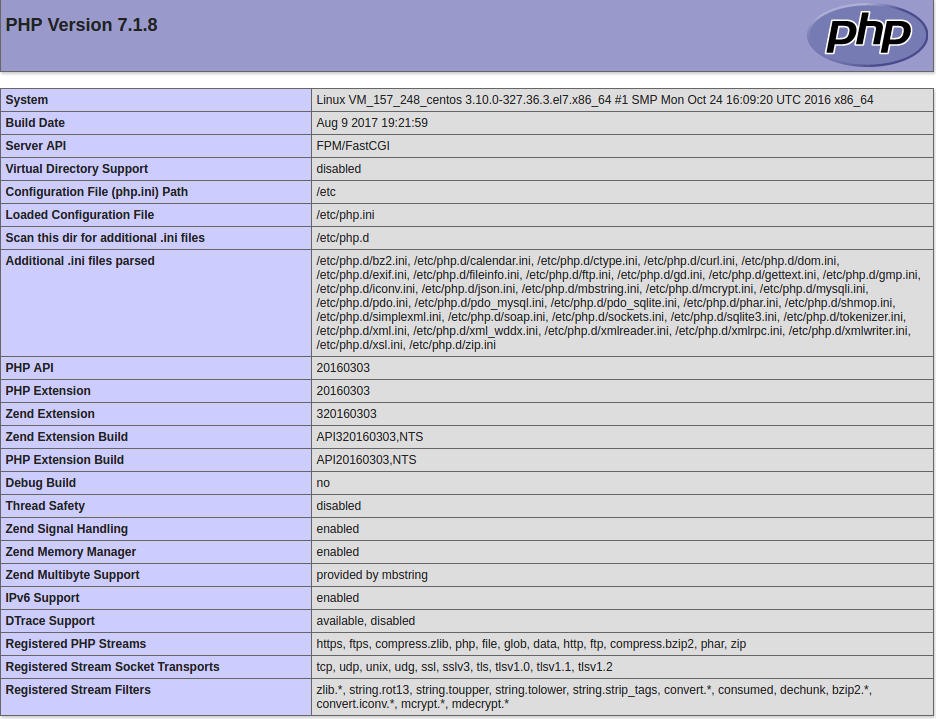 PHP Version 7.1.8
php
System Linux VM_157_248_centos 3.10.0-327.36.3.el7.x86_64 #1 SMP Mon Oct 24 16:09:20 UTC 2016 x86_64
Build Date Aug 9 2017 19:21:59
Server API FPM/FastCGI
Virtual Directory Support disabled
Configuration File (php.ini) Path /etc
Loaded Configuration File /etc/php.ini
Scan this dir for additional .ini files /etc/php.d
Additional .ini files parsed /etc/php.d/bz2.ini, /etc/php.d/calendar.ini, /etc/php.d/ctype.ini, /etc/php.d/curl.ini, /etc/php.d/dom.ini,
/etc/php.d/exif.ini, /etc/php.d/fileinfo.ini, /etc/php.d/ftp.ini, /etc/php.d/gd.ini, /etc/php.d/gettext.ini, /etc/php.d/gmp.ini,
/etc/php.d/iconv.ini, /etc/php.d/json.ini, /etc/php.d/mbstring.ini, /etc/php.d/mcrypt.ini, /etc/php.d/mysqli.ini,
/etc/php.d/pdo.ini, /etc/php.d/pdo_mysql.ini, /etc/php.d/pdo_sqlite.ini, /etc/php.d/phar.ini, /etc/php.d/shmop.ini,
/etc/php.d/simplexml.ini, /etc/php.d/soap.ini, /etc/php.d/sockets.ini, /etc/php.d/sqlite3.ini, /etc/php.d/tokenizer.ini,
/etc/php.d/xml.ini, /etc/php.d/xml_wddx.ini, /etc/php.d/xmlreader.ini, /etc/php.d/xmlrpc.ini, /etc/php.d/xmlwriter.ini,
/etc/php.d/xsl.ini, /etc/php.d/zip.ini
PHP API 20160303
PHP Extension 20160303
Zend Extension 320160303
Zend Extension Build API320160303,NTS
PHP Extension Build API20160303,NTS
Debug Build no
Thread Safety disabled
Zend Signal Handling enabled
Zend Memory Manager enabled
Zend Multibyte Support provided by mbstring
IPv6 Support enabled
DTrace Support available, disabled
Registered PHP Streams https, ftps, compress.zlib, php, file, glob, data, http, ftp, compress.bzip2, phar, zip
Registered Stream Socket Transports tcp, udp, unix, udg, ssl, sslv3, tls, tlsv1.0, tlsv1.1, tlsv1.2
Registered Stream Filters zlib.*, string.rot13, string.toupper, string.tolower, string.strip_tags, convert.*, consumed, dechunk, bzip2.*,
convert.iconv.*, mcrypt.*, mdecrypt.*